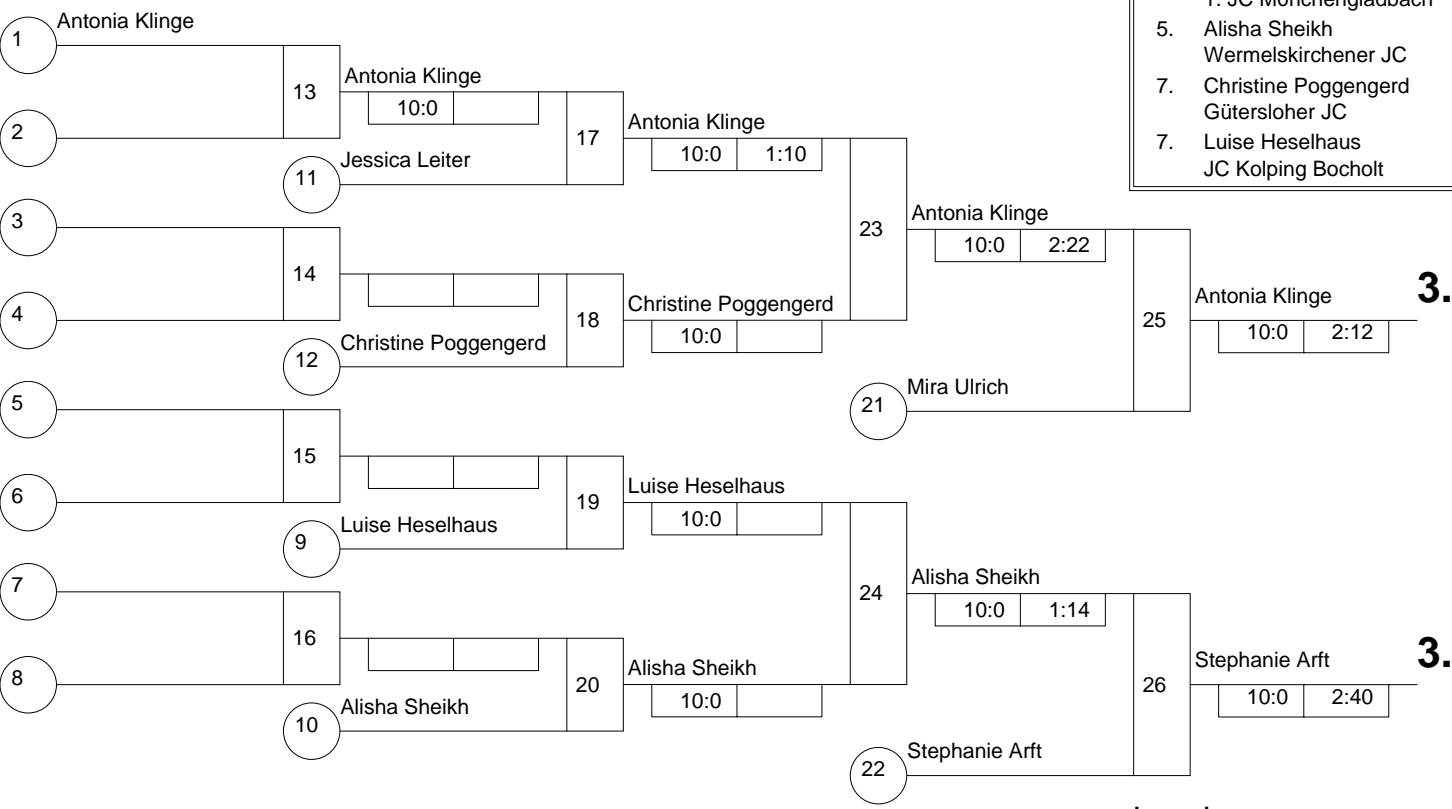 1. JC Mönchengladbach
5. Alisha Sheikh
Wermelskirchener JC
7. Christine Poggengerd
Gütersloher JC
7. Luise Heselhaus
JC Kolping Bocholt
Antonia Klinge
1
13
Antonia Klinge
10:0
2
17
Antonia Klinge
10:0 1:10
Jessica Leiter
11
3
23
Antonia Klinge
10:0 2:22
14
4
18
Christine Poggengerd
10:0
Christine Poggengerd
12
25
Antonia Klinge
3.
10:0 2:12
5
Mira Ulrich
21
15
6
19
Luise Heselhaus
10:0
Luise Heselhaus
9
7
24
Alisha Sheikh
10:0 1:14
16
8
20
Alisha Sheikh
10:0
Alisha Sheikh
10
26
Stephanie Arft
3.
10:0 2:40
Stephanie Arft
22